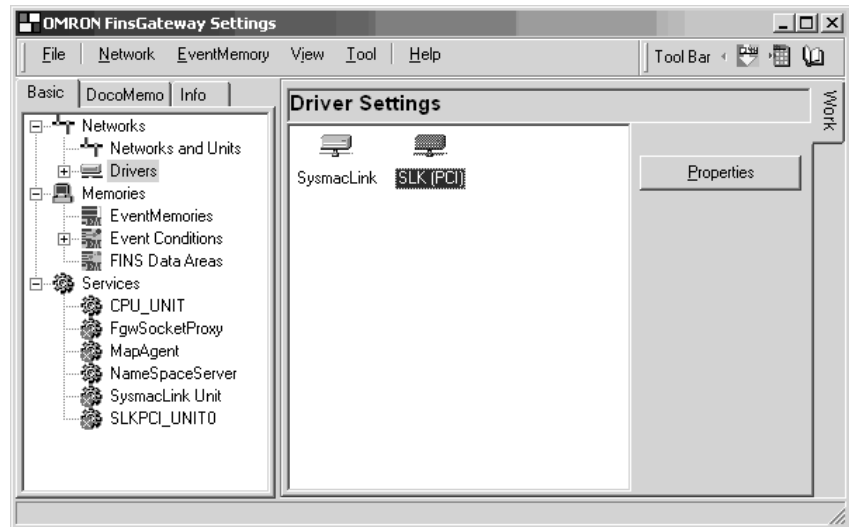 OMRON FinsGateway Settings
File Network EventMemory View Tool Help Tool Bar
Basic DocoMemo Info
Driver Settings
Work
Networks
Networks and Units
Drivers
Memories
EventMemories
Event Conditions
FINS Data Areas
Services
CPU_UNIT
FgwSocketProxy
MapAgent
NameSpaceServer
SysmacLink Unit
SLKPCI_UNIT0
SysmacLink SLK (PCI)
Properties